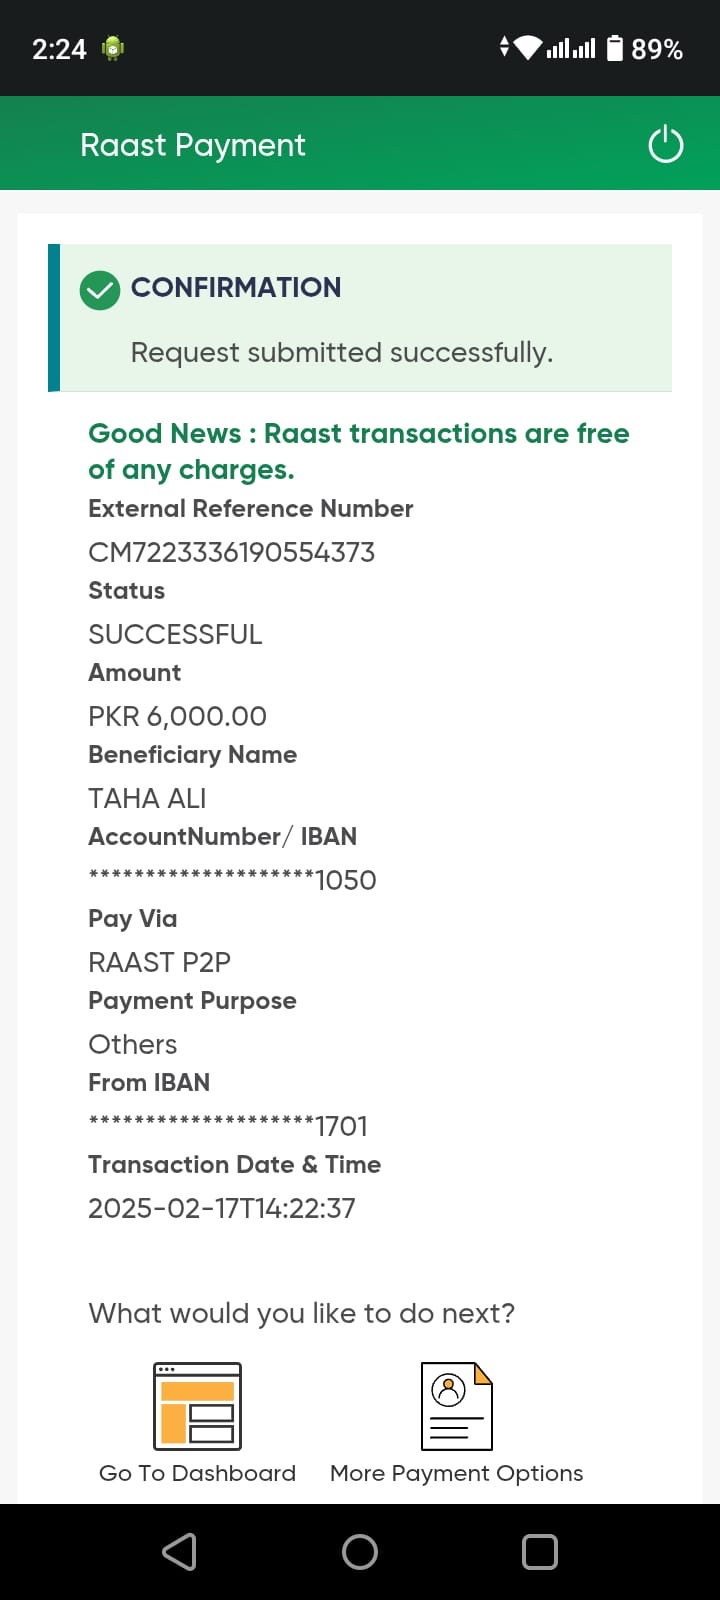 2:24
89%
Raast Payment
CONFIRMATION
Request submitted successfully.
Good News : Raast transactions are free
of any charges.
External Reference Number
CM7223336190554373
Status
SUCCESSFUL
Amount
PKR 6,000.00
Beneficiary Name
TAHA ALI
AccountNumber/ IBAN
********************1050
Pay Via
RAAST P2P
Payment Purpose
Others
From IBAN
********************1701
Transaction Date & Time
2025-02-17T14:22:37
What would you like to do next?
Go To Dashboard
More Payment Options